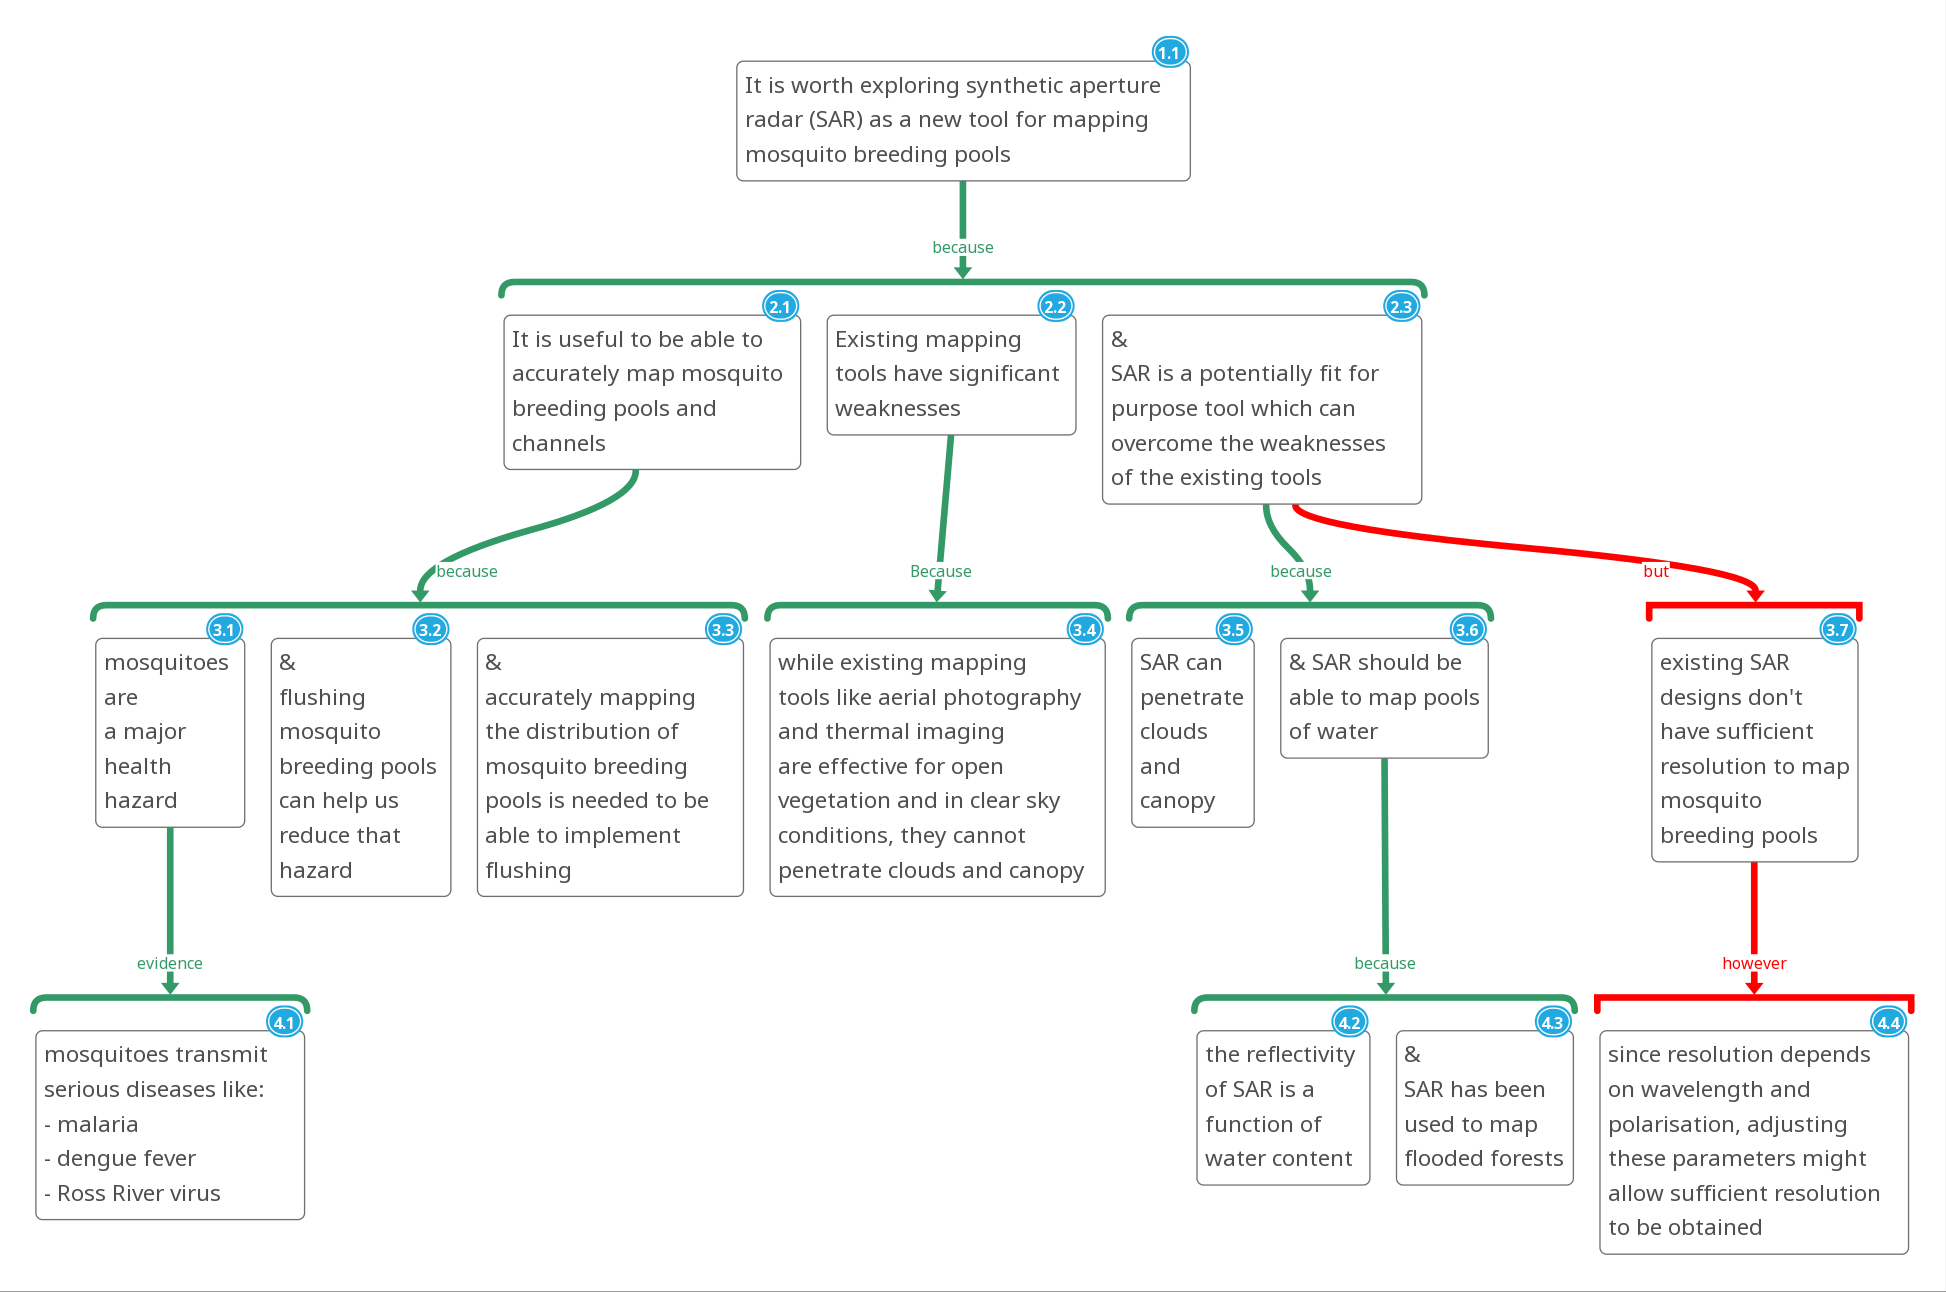 1.1
It is worth exploring synthetic aperture
radar (SAR) as a new tool for mapping
mosquito breeding pools
because
2.1
It is useful to be able to
accurately map mosquito
breeding pools and
channels
2.2
Existing mapping
tools have significant
weaknesses
2.3
&
SAR is a potentially fit for
purpose tool which can
overcome the weaknesses
of the existing tools
because
Because
because
but
3.1
mosquitoes
are
a major
health
hazard
3.2
&
flushing
mosquito
breeding pools
can help us
reduce that
hazard
3.3
&
accurately mapping
the distribution of
mosquito breeding
pools is needed to be
able to implement
flushing
3.4
while existing mapping
tools like aerial photography
and thermal imaging
are effective for open
vegetation and in clear sky
conditions, they cannot
penetrate clouds and canopy
3.5
SAR can
penetrate
clouds
and
canopy
3.6
& SAR should be
able to map pools
of water
3.7
existing SAR
designs don't
have sufficient
resolution to map
mosquito
breeding pools
evidence
because
however
4.1
mosquitoes transmit
serious diseases like:
- malaria
- dengue fever
- Ross River virus
4.2
the reflectivity
of SAR is a
function of
water content
4.3
&
SAR has been
used to map
flooded forests
4.4
since resolution depends
on wavelength and
polarisation, adjusting
these parameters might
allow sufficient resolution
to be obtained